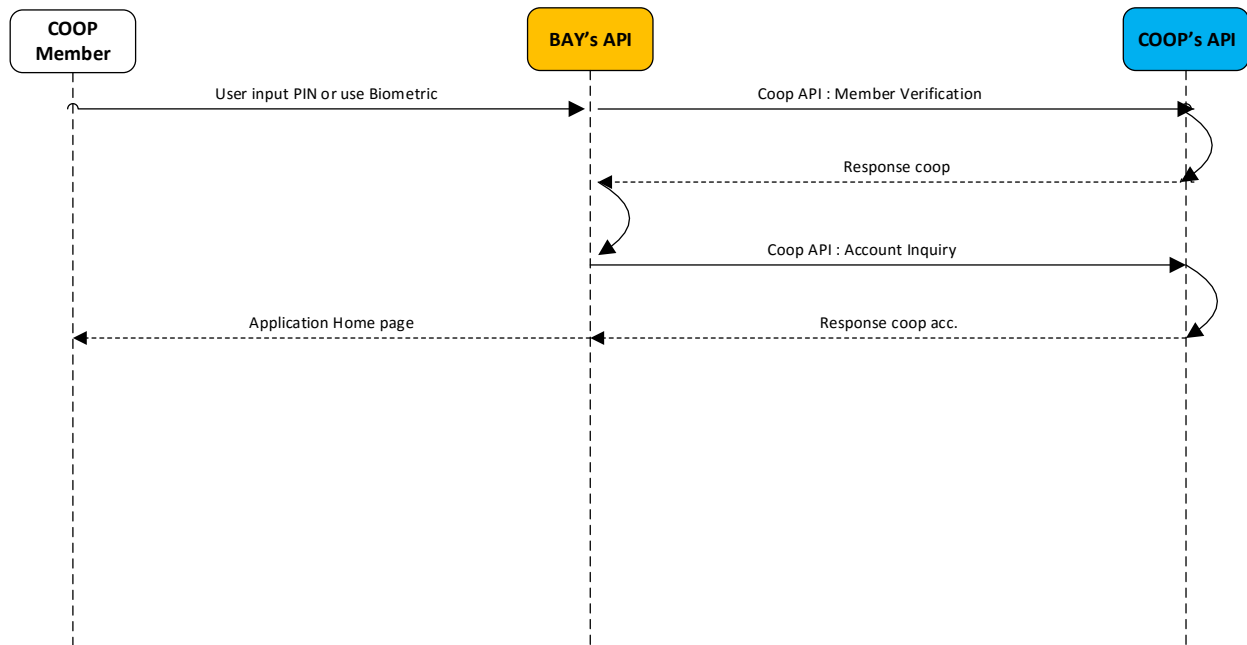 COOP
Member
BAY's API
COOP's API
User input PIN or use Biometric
Coop API : Member Verification
Response coop
Coop API : Account Inquiry
Application Home page
Response coop acc.